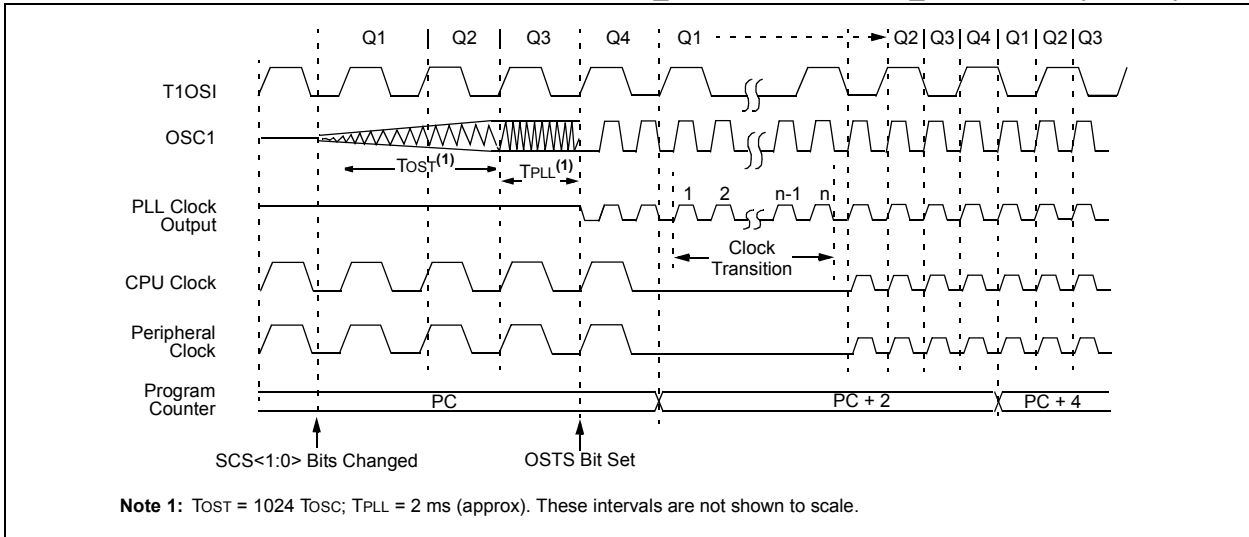 Q1 Q2 Q3 Q4 Q1 Q2 Q3 Q4 Q1 Q2 Q3
T1OSI
OSC1
TOST(1)
TPLL(1)
1 2 n-1 n
PLL Clock
Output
Clock
Transition
CPU Clock
Peripheral
Clock
Program
Counter
PC PC + 2 PC + 4
SCS<1:0> Bits Changed OSTS Bit Set
Note 1: TOST = 1024 TOSC; TPLL = 2 ms (approx). These intervals are not shown to scale.